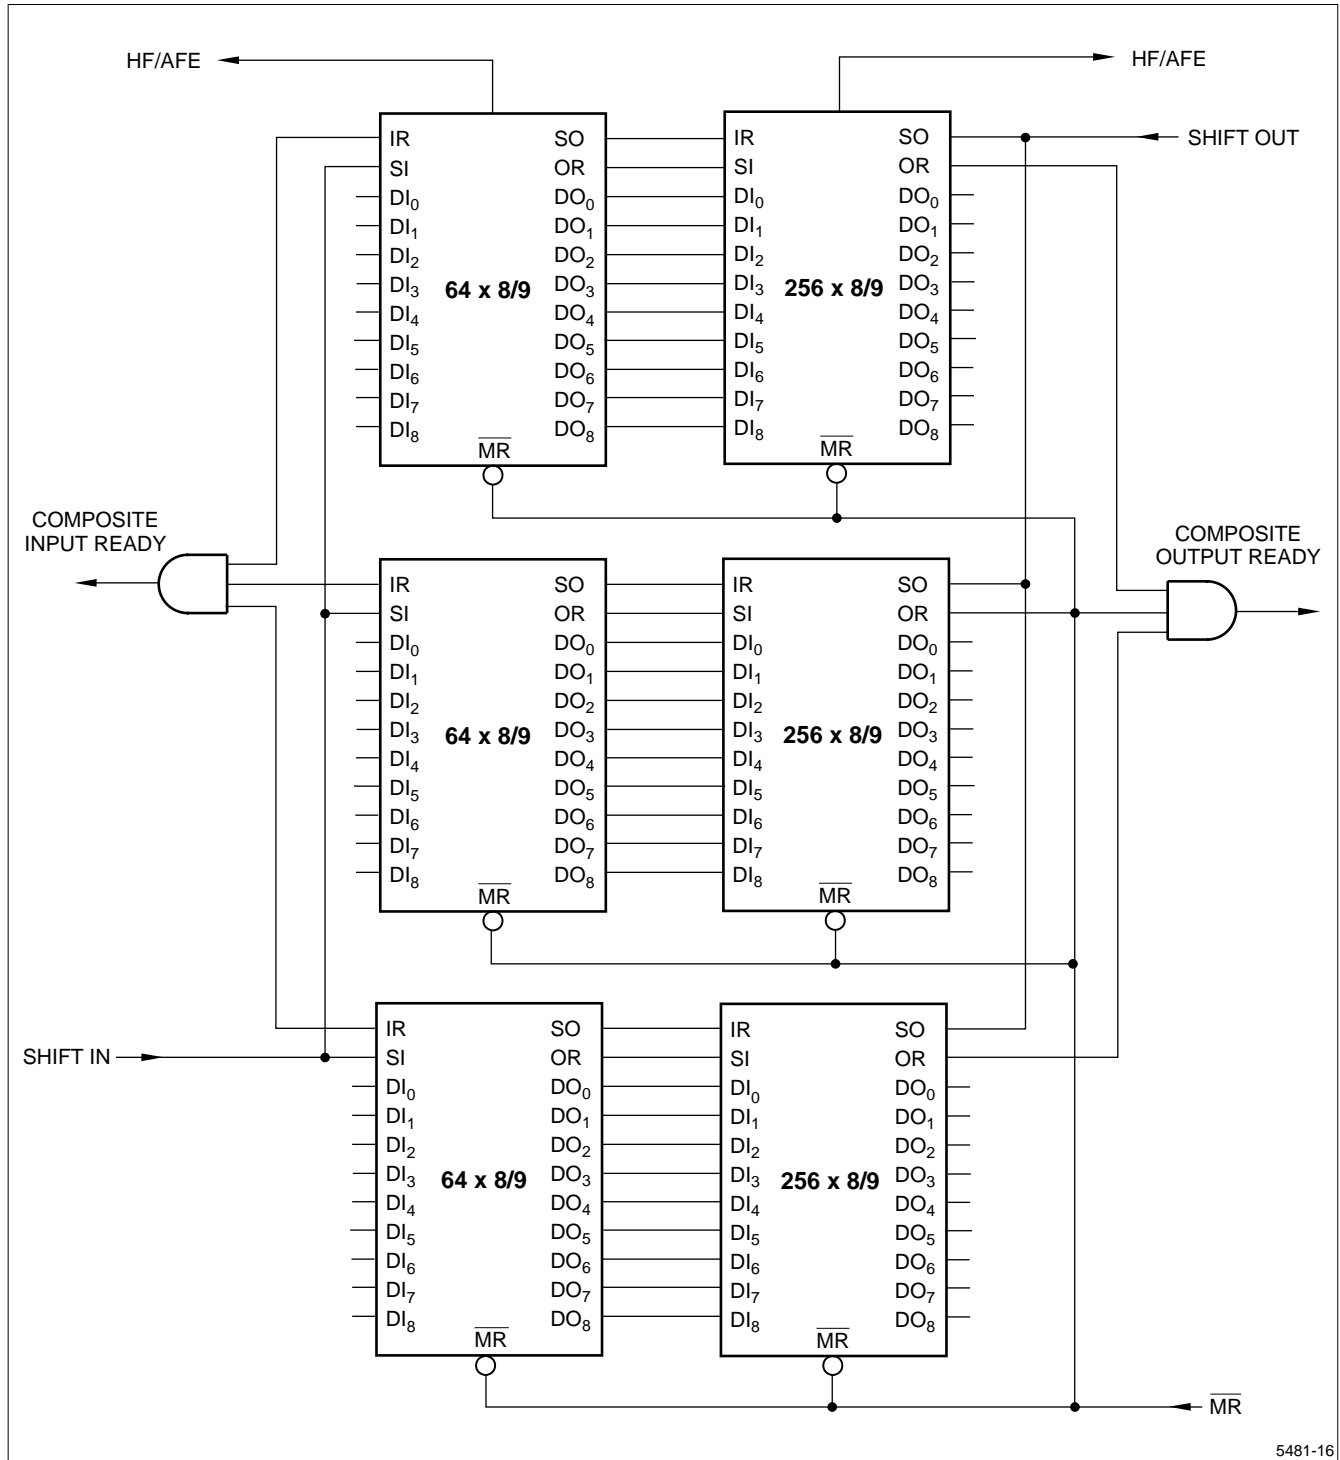 HF/AFE
HF/AFE
IR SO IR SO SHIFT OUT
SI OR SI OR
DI0 DO0 DI0 DO0
DI1 DO1 DI1 DO1
DI2 DO2 DI2 DO2
DI3 64 x 8/9 DO3 DI3 256 x 8/9 DO3
DI4 DO4 DI4 DO4
DI5 DO5 DI5 DO5
DI6 DO6 DI6 DO6
DI7 DO7 DI7 DO7
DI8 DO8 DI8 DO8
M̅R̅ M̅R̅
COMPOSITE
INPUT READY
COMPOSITE
OUTPUT READY
IR SO IR SO
SI OR SI OR
DI0 DO0 DI0 DO0
DI1 DO1 DI1 DO1
DI2 DO2 DI2 DO2
DI3 64 x 8/9 DO3 DI3 256 x 8/9 DO3
DI4 DO4 DI4 DO4
DI5 DO5 DI5 DO5
DI6 DO6 DI6 DO6
DI7 DO7 DI7 DO7
DI8 DO8 DI8 DO8
M̅R̅ M̅R̅
IR SO IR SO
SHIFT IN SI OR SI OR
DI0 DO0 DI0 DO0
DI1 DO1 DI1 DO1
DI2 DO2 DI2 DO2
DI3 64 x 8/9 DO3 DI3 256 x 8/9 DO3
DI4 DO4 DI4 DO4
DI5 DO5 DI5 DO5
DI6 DO6 DI6 DO6
DI7 DO7 DI7 DO7
DI8 DO8 DI8 DO8
M̅R̅ M̅R̅
M̅R̅
5481-16